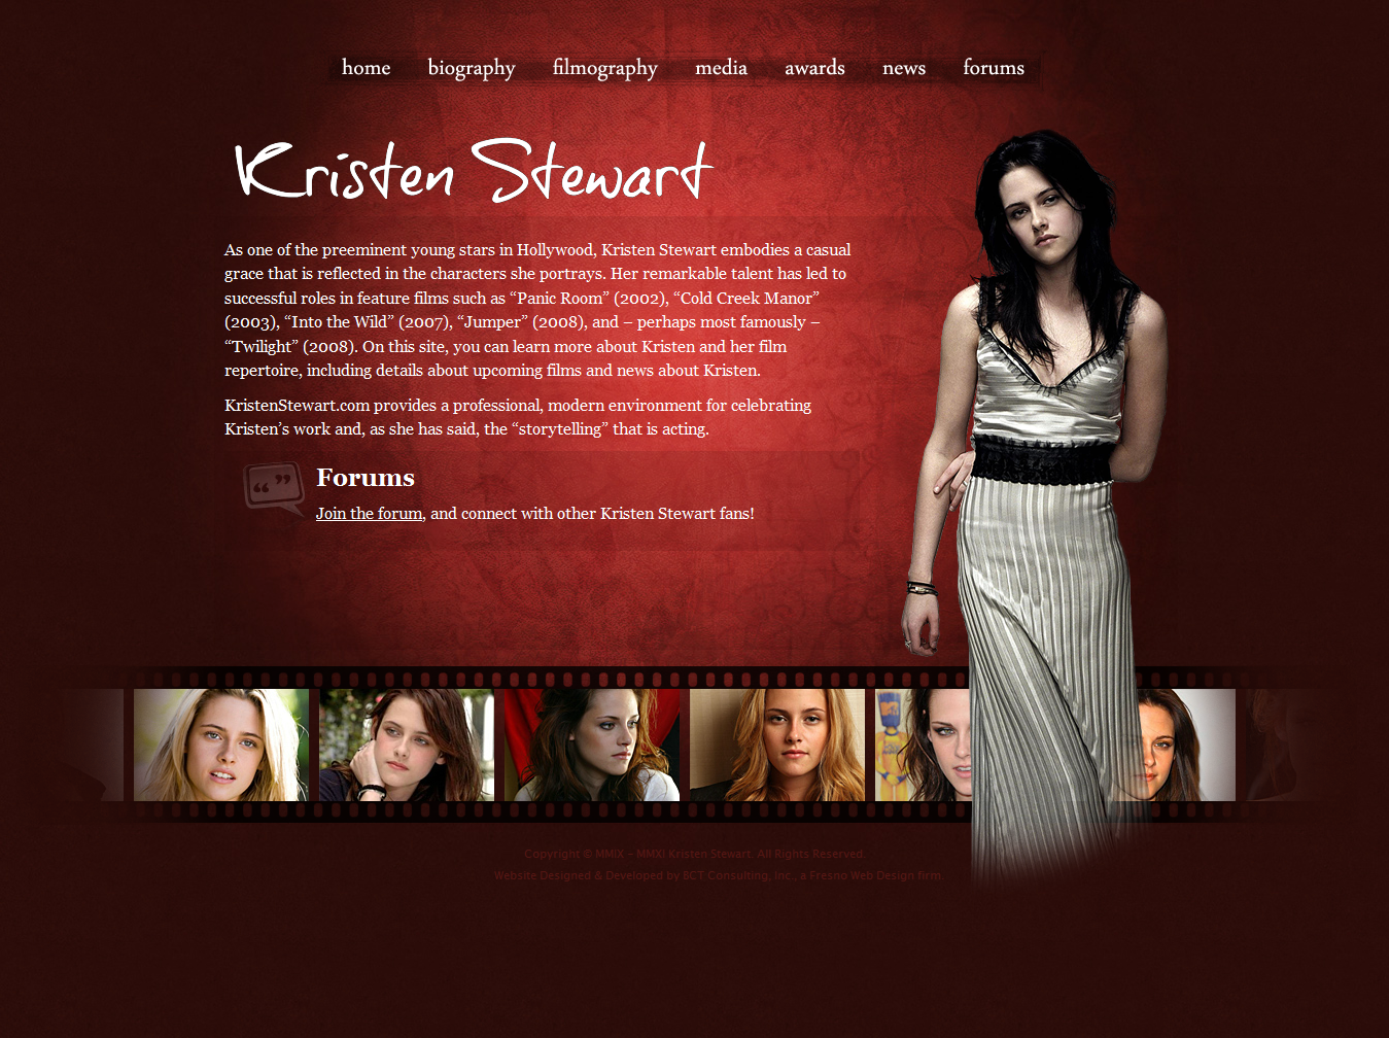 home biography filmography media awards news forums
Kristen Stewart
As one of the preeminent young stars in Hollywood, Kristen Stewart embodies a casual
grace that is reflected in the characters she portrays. Her remarkable talent has led to
successful roles in feature films such as “Panic Room” (2002), “Cold Creek Manor”
(2003), “Into the Wild” (2007), “Jumper” (2008), and – perhaps most famously –
“Twilight” (2008). On this site, you can learn more about Kristen and her film
repertoire, including details about upcoming films and news about Kristen.
KristenStewart.com provides a professional, modern environment for celebrating
Kristen’s work and, as she has said, the “storytelling” that is acting.
Forums
Join the forum, and connect with other Kristen Stewart fans!
Copyright © MMIX – MMXI Kristen Stewart. All Rights Reserved.
Website Designed & Developed by BCT Consulting, Inc., a Fresno Web Design firm.